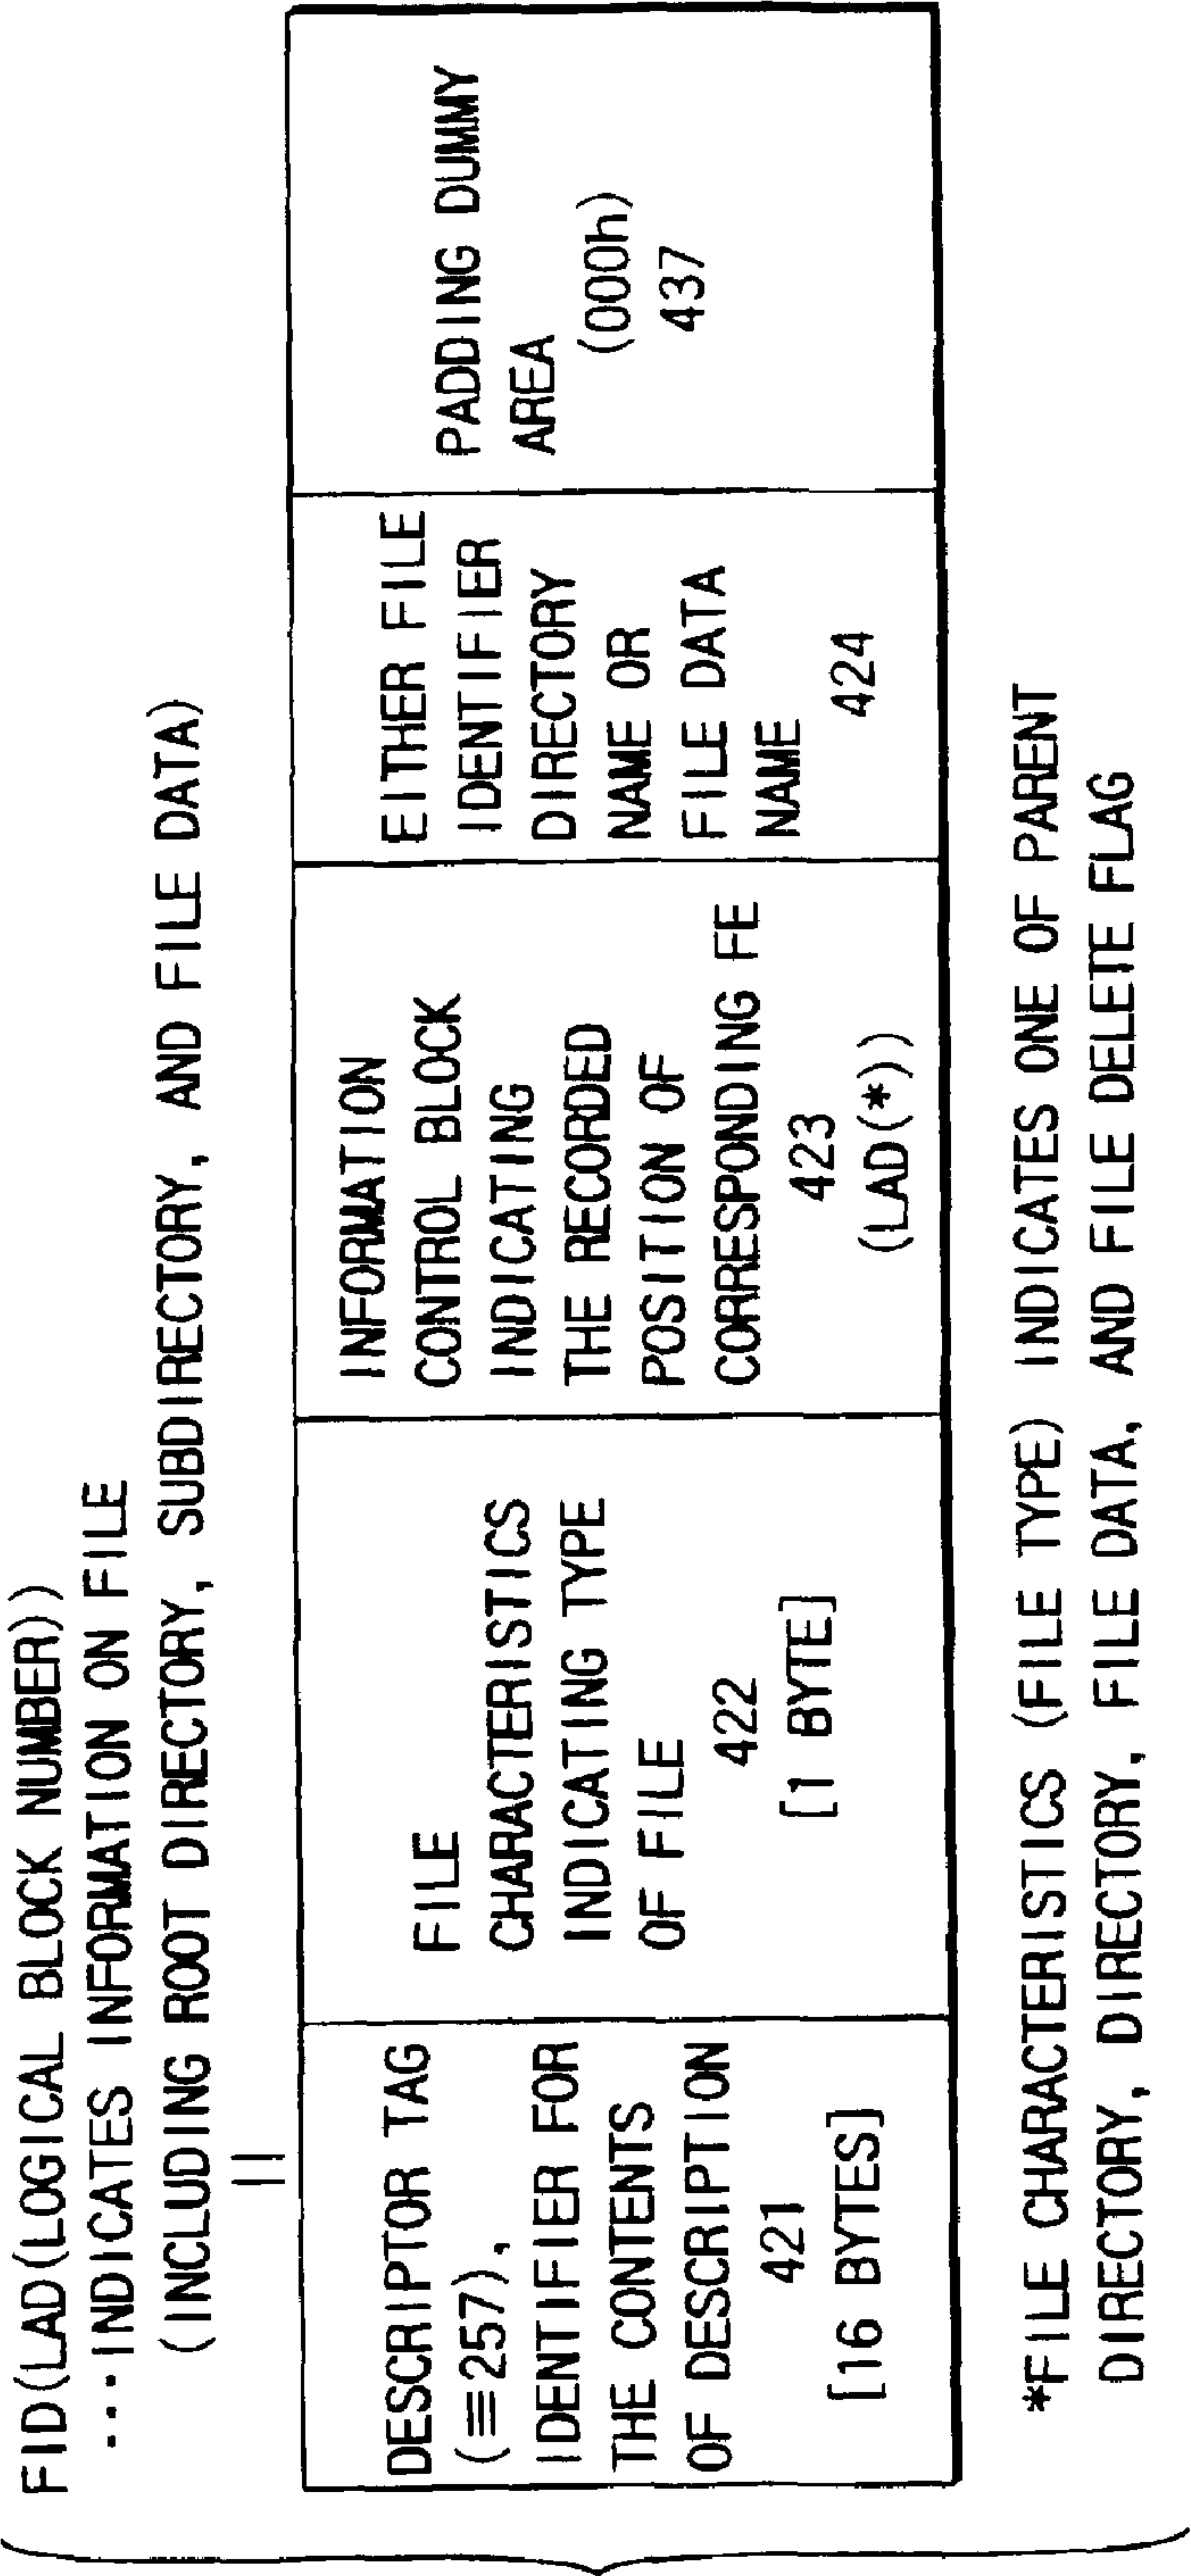 FID(LAD(LOGICAL BLOCK NUMBER))
···INDICATES INFORMATION ON FILE
(INCLUDING ROOT DIRECTORY, SUBDIRECTORY, AND FILE DATA)
||
DESCRIPTOR TAG
(≡257),
IDENTIFIER FOR
THE CONTENTS
OF DESCRIPTION
421
[16 BYTES]
FILE
CHARACTERISTICS
INDICATING TYPE
OF FILE
422
[1 BYTE]
INFORMATION
CONTROL BLOCK
INDICATING
THE RECORDED
POSITION OF
CORRESPONDING FE
423
(LAD(*))
EITHER FILE
IDENTIFIER
DIRECTORY
NAME OR
FILE DATA
NAME
424
PADDING DUMMY
AREA
(000h)
437
*FILE CHARACTERISTICS (FILE TYPE) INDICATES ONE OF PARENT
DIRECTORY, DIRECTORY, FILE DATA, AND FILE DELETE FLAG